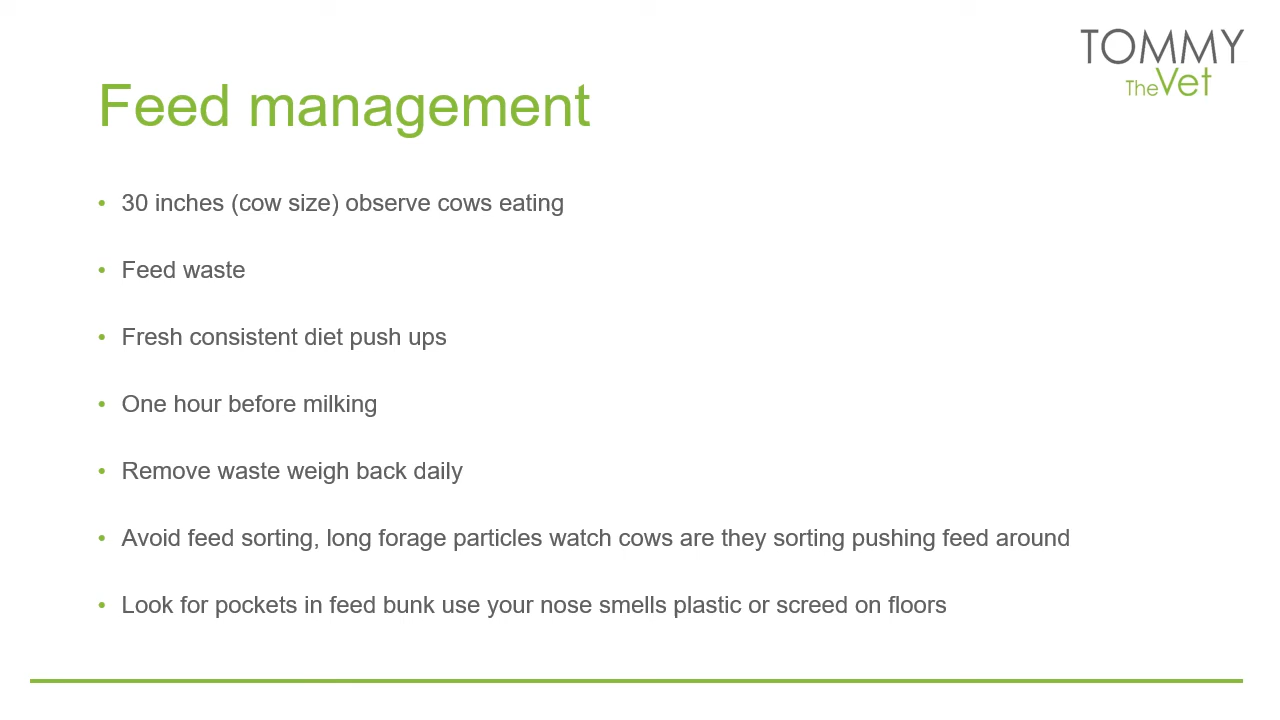 TOMMY
TheVet
Feed management
• 30 inches (cow size) observe cows eating
• Feed waste
• Fresh consistent diet push ups
• One hour before milking
• Remove waste weigh back daily
• Avoid feed sorting, long forage particles watch cows are they sorting pushing feed around
• Look for pockets in feed bunk use your nose smells plastic or screed on floors